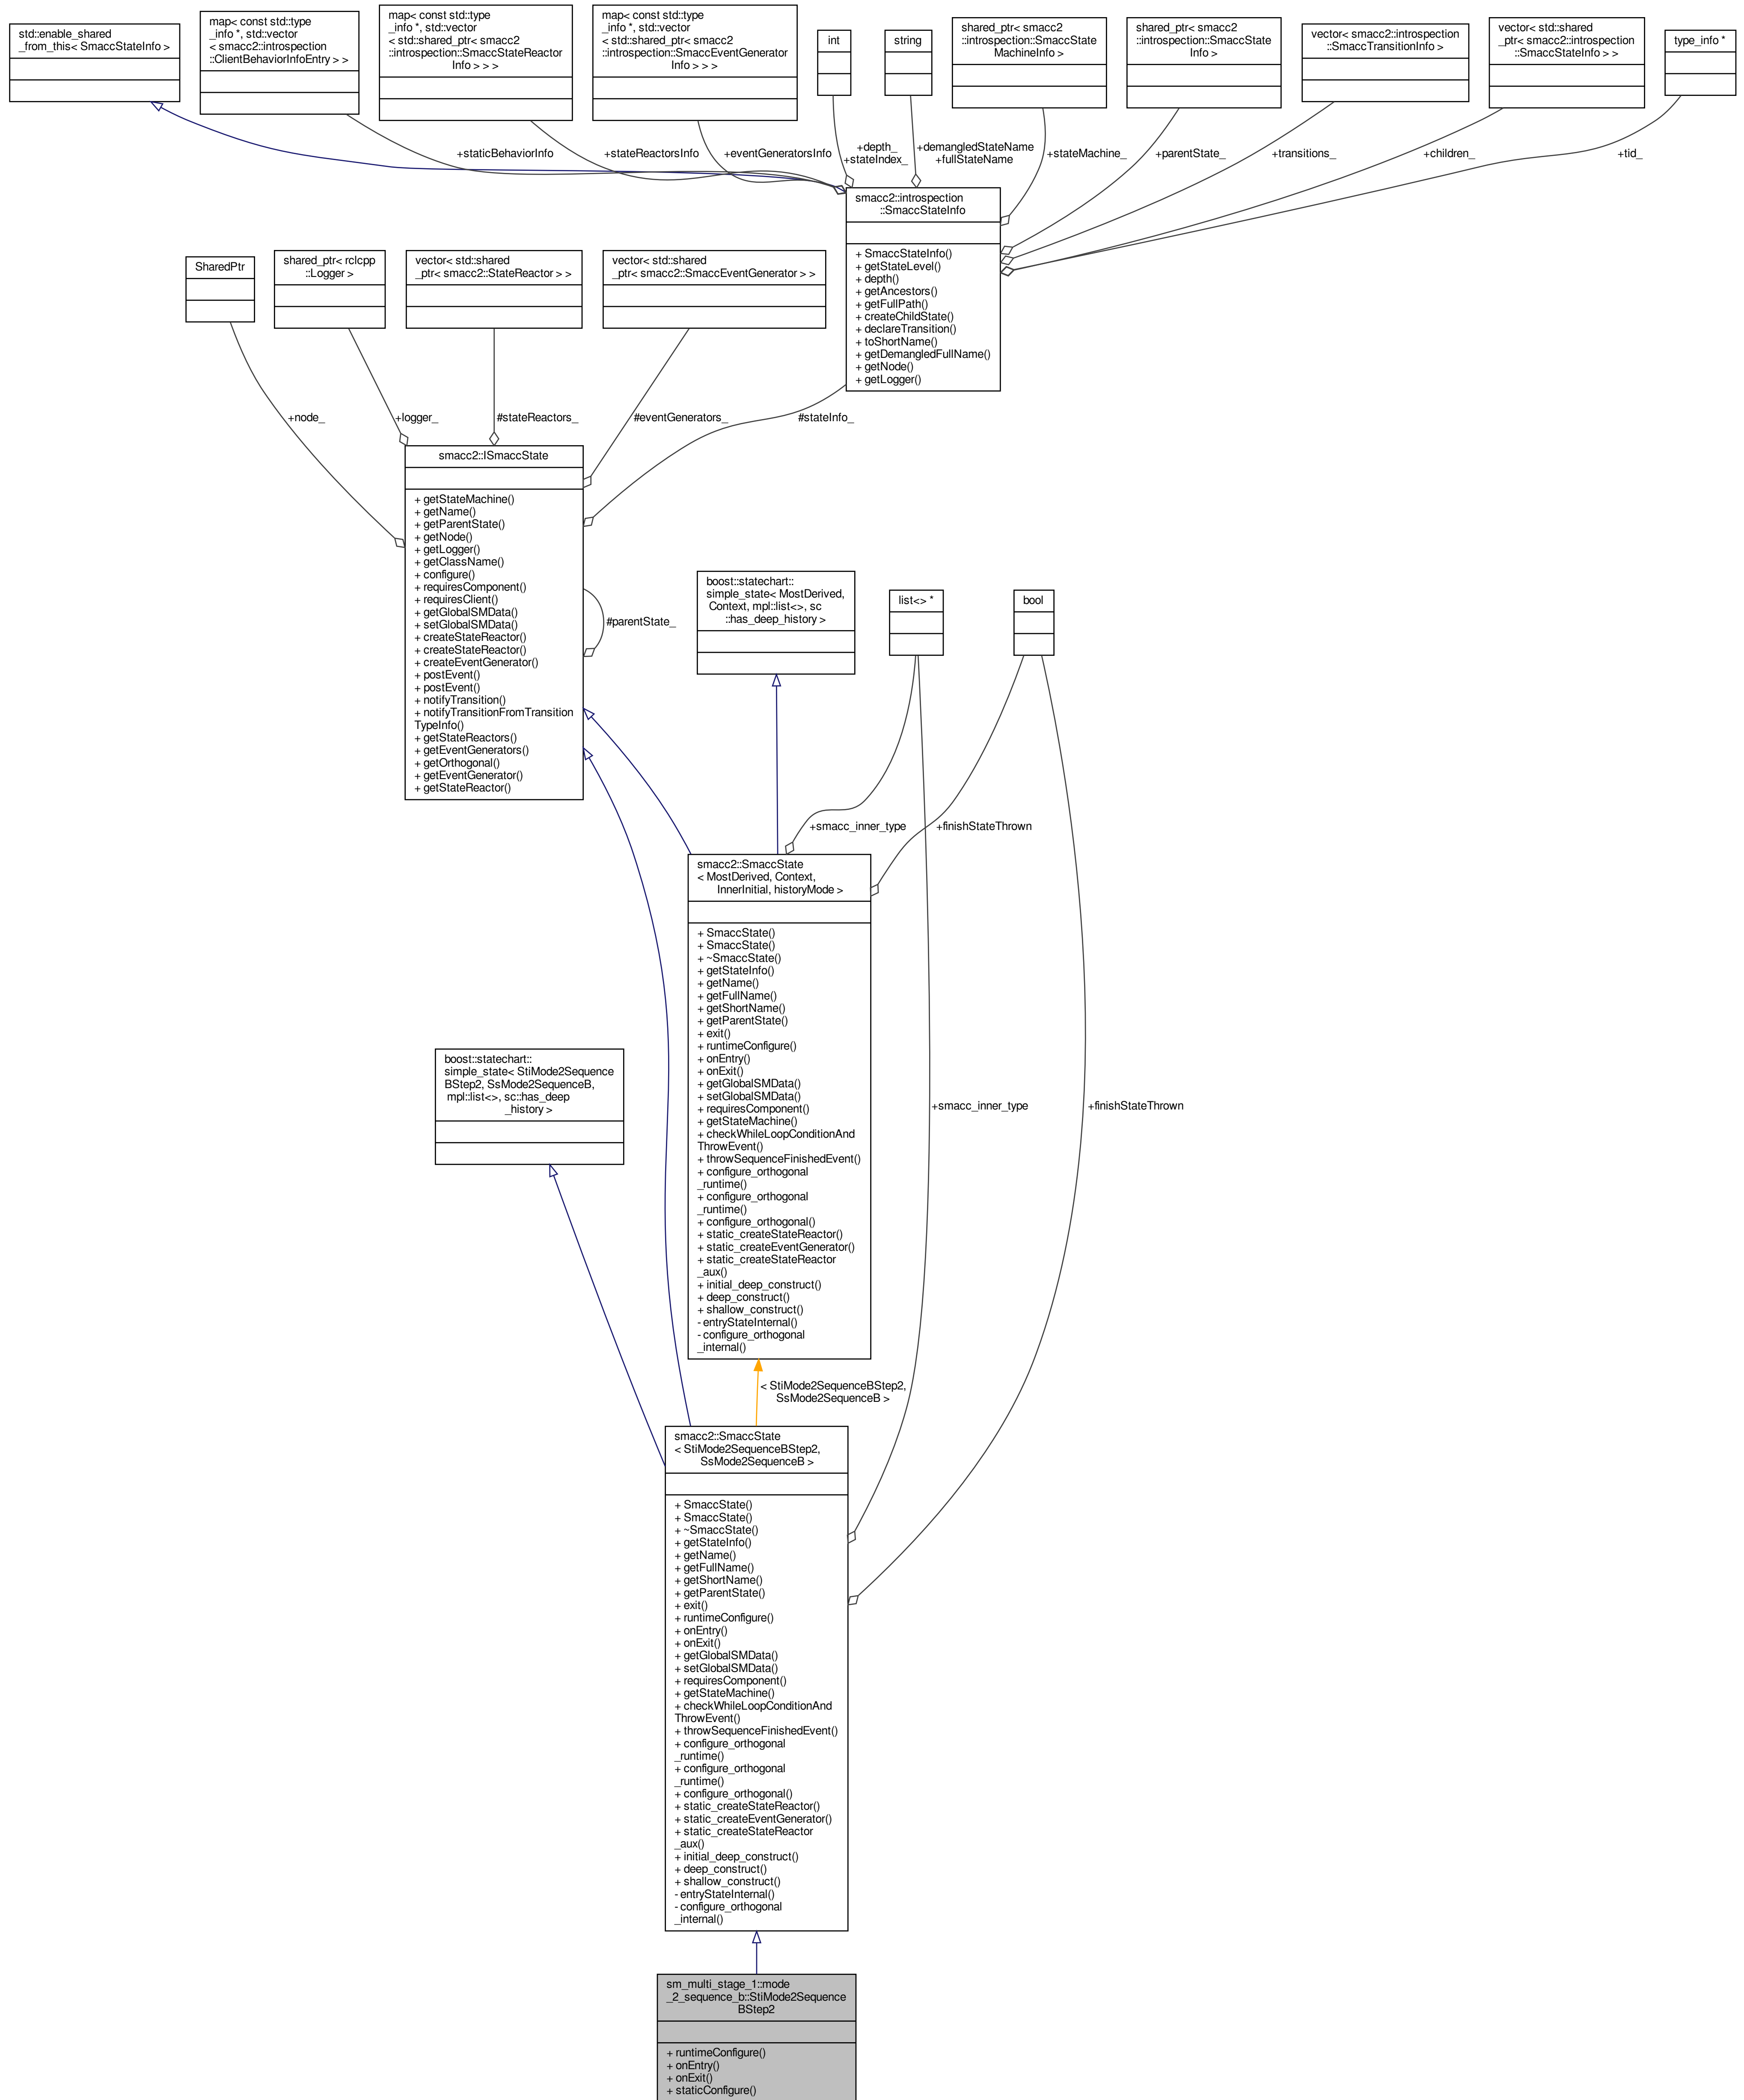 std::enable_shared
_from_this< SmaccStateInfo >
map< const std::type
_info *, std::vector
< smacc2::introspection
::ClientBehaviorInfoEntry > >
map< const std::type
_info *, std::vector
< std::shared_ptr< smacc2
::introspection::SmaccStateReactor
Info > > >
map< const std::type
_info *, std::vector
< std::shared_ptr< smacc2
::introspection::SmaccEventGenerator
Info > > >
int
string
shared_ptr< smacc2
::introspection::SmaccState
MachineInfo >
shared_ptr< smacc2
::introspection::SmaccState
Info >
vector< smacc2::introspection
::SmaccTransitionInfo >
vector< std::shared
_ptr< smacc2::introspection
::SmaccStateInfo > >
type_info *
+staticBehaviorInfo
+stateReactorsInfo
+eventGeneratorsInfo
+depth_
+stateIndex_
+demangledStateName
+fullStateName
+stateMachine_
+parentState_
+transitions_
+children_
+tid_
smacc2::introspection
::SmaccStateInfo
+ SmaccStateInfo()
+ getStateLevel()
+ depth()
+ getAncestors()
+ getFullPath()
+ createChildState()
+ declareTransition()
+ toShortName()
+ getDemangledFullName()
+ getNode()
+ getLogger()
SharedPtr
shared_ptr< rclcpp
::Logger >
vector< std::shared
_ptr< smacc2::StateReactor > >
vector< std::shared
_ptr< smacc2::SmaccEventGenerator > >
+node_
+logger_
#stateReactors_
#eventGenerators_
#stateInfo_
smacc2::ISmaccState
+ getStateMachine()
+ getName()
+ getParentState()
+ getNode()
+ getLogger()
+ getClassName()
+ configure()
+ requiresComponent()
+ requiresClient()
+ getGlobalSMData()
+ setGlobalSMData()
+ createStateReactor()
+ createStateReactor()
+ createEventGenerator()
+ postEvent()
+ postEvent()
+ notifyTransition()
+ notifyTransitionFromTransition
TypeInfo()
+ getStateReactors()
+ getEventGenerators()
+ getOrthogonal()
+ getEventGenerator()
+ getStateReactor()
#parentState_
boost::statechart::
simple_state< MostDerived,
Context, mpl::list<>, sc
::has_deep_history >
list<> *
bool
+smacc_inner_type
+finishStateThrown
smacc2::SmaccState
< MostDerived, Context,
InnerInitial, historyMode >
+ SmaccState()
+ SmaccState()
+ ~SmaccState()
+ getStateInfo()
+ getName()
+ getFullName()
+ getShortName()
+ getParentState()
+ exit()
+ runtimeConfigure()
+ onEntry()
+ onExit()
+ getGlobalSMData()
+ setGlobalSMData()
+ requiresComponent()
+ getStateMachine()
+ checkWhileLoopConditionAnd
ThrowEvent()
+ throwSequenceFinishedEvent()
+ configure_orthogonal
_runtime()
+ configure_orthogonal
_runtime()
+ configure_orthogonal()
+ static_createStateReactor()
+ static_createEventGenerator()
+ static_createStateReactor
_aux()
+ initial_deep_construct()
+ deep_construct()
+ shallow_construct()
- entryStateInternal()
- configure_orthogonal
_internal()
boost::statechart::
simple_state< StiMode2Sequence
BStep2, SsMode2SequenceB,
mpl::list<>, sc::has_deep
_history >
+smacc_inner_type
+finishStateThrown
< StiMode2SequenceBStep2,
SsMode2SequenceB >
smacc2::SmaccState
< StiMode2SequenceBStep2,
SsMode2SequenceB >
+ SmaccState()
+ SmaccState()
+ ~SmaccState()
+ getStateInfo()
+ getName()
+ getFullName()
+ getShortName()
+ getParentState()
+ exit()
+ runtimeConfigure()
+ onEntry()
+ onExit()
+ getGlobalSMData()
+ setGlobalSMData()
+ requiresComponent()
+ getStateMachine()
+ checkWhileLoopConditionAnd
ThrowEvent()
+ throwSequenceFinishedEvent()
+ configure_orthogonal
_runtime()
+ configure_orthogonal
_runtime()
+ configure_orthogonal()
+ static_createStateReactor()
+ static_createEventGenerator()
+ static_createStateReactor
_aux()
+ initial_deep_construct()
+ deep_construct()
+ shallow_construct()
- entryStateInternal()
- configure_orthogonal
_internal()
sm_multi_stage_1::mode
_2_sequence_b::StiMode2Sequence
BStep2
+ runtimeConfigure()
+ onEntry()
+ onExit()
+ staticConfigure()